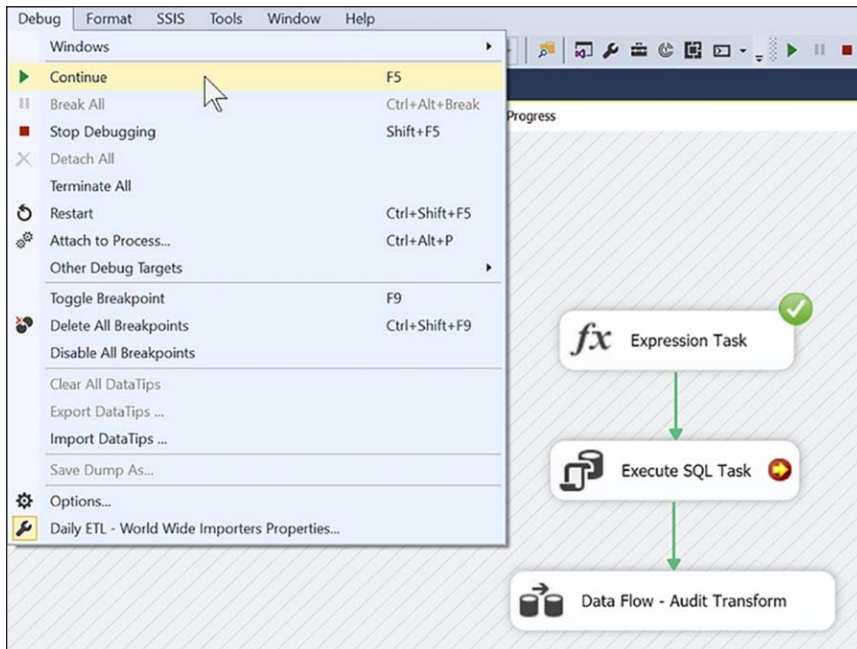 Debug Format SSIS Tools Window Help
Windows
Continue F5
Break All Ctrl+Alt+Break
Stop Debugging Shift+F5
Detach All
Terminate All
Restart Ctrl+Shift+F5
Attach to Process... Ctrl+Alt+P
Other Debug Targets
Toggle Breakpoint F9
Delete All Breakpoints Ctrl+Shift+F9
Disable All Breakpoints
Clear All DataTips
Export DataTips ...
Import DataTips ...
Save Dump As...
Options...
Daily ETL - World Wide Importers Properties...
Progress
fx Expression Task
Execute SQL Task
Data Flow - Audit Transform